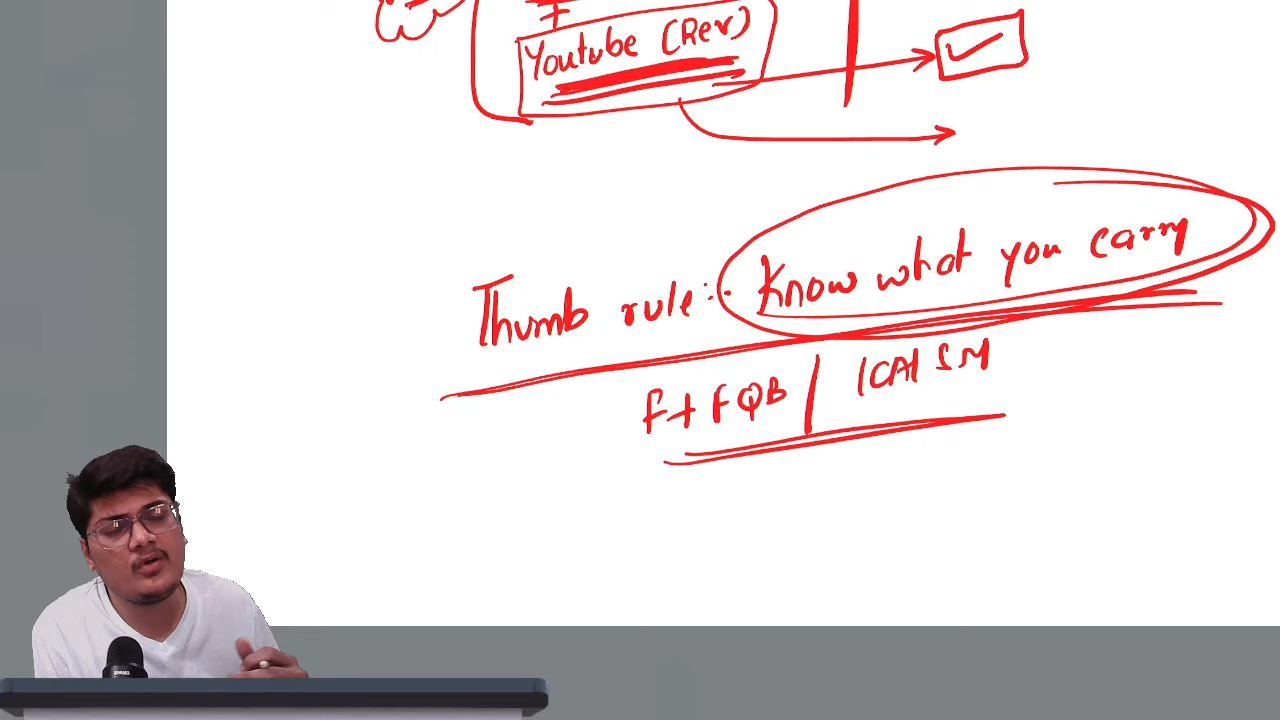 Youtube (Rev)
Thumb rule :- Know what you carry
F + FQB | ICAI SM